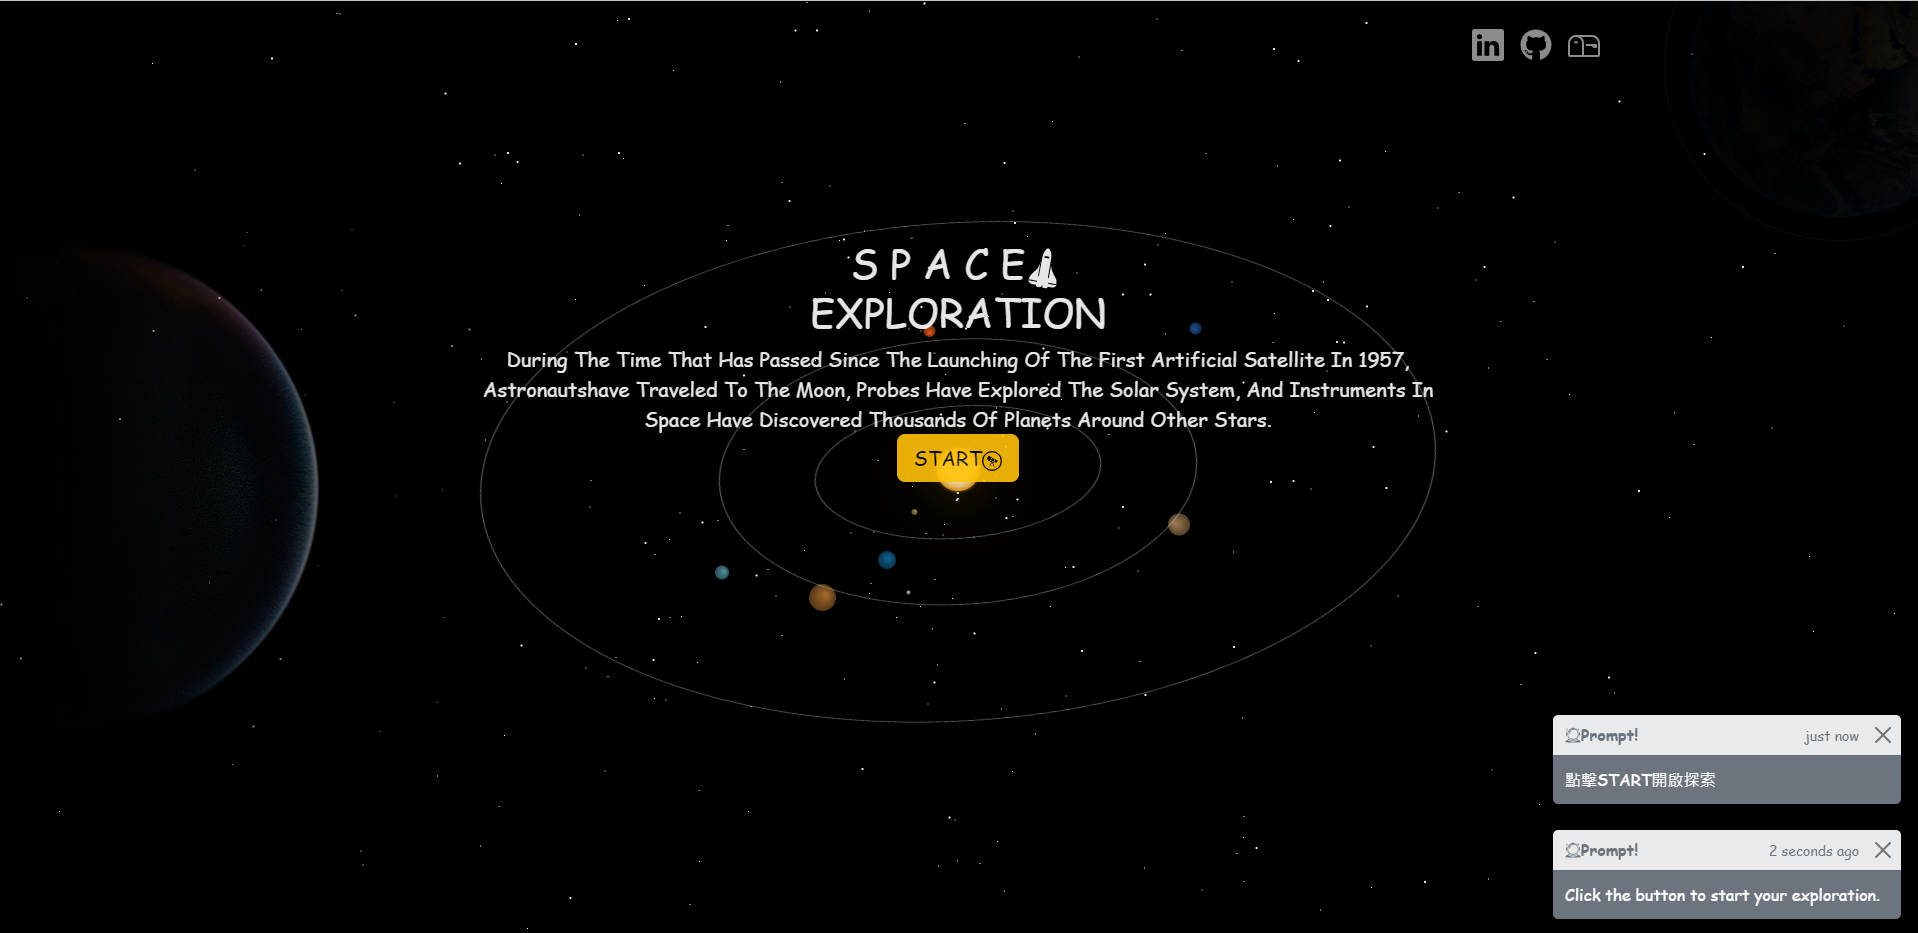 in
S P A C E
EXPLORATION
During The Time That Has Passed Since The Launching Of The First Artificial Satellite In 1957,
Astronautshave Traveled To The Moon, Probes Have Explored The Solar System, And Instruments In
Space Have Discovered Thousands Of Planets Around Other Stars.
START
Prompt! just now
點擊START開啟探索
Prompt! 2 seconds ago
Click the button to start your exploration.